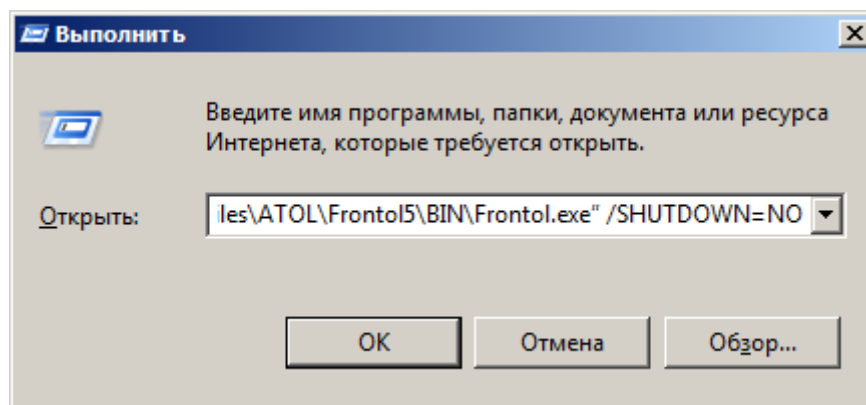 Выполнить
Введите имя программы, папки, документа или ресурса
Интернета, которые требуется открыть.
Открыть:
iles\ATOL\Frontol5\BIN\Frontol.exe" /SHUTDOWN=NO
OK
Отмена
Обзор...